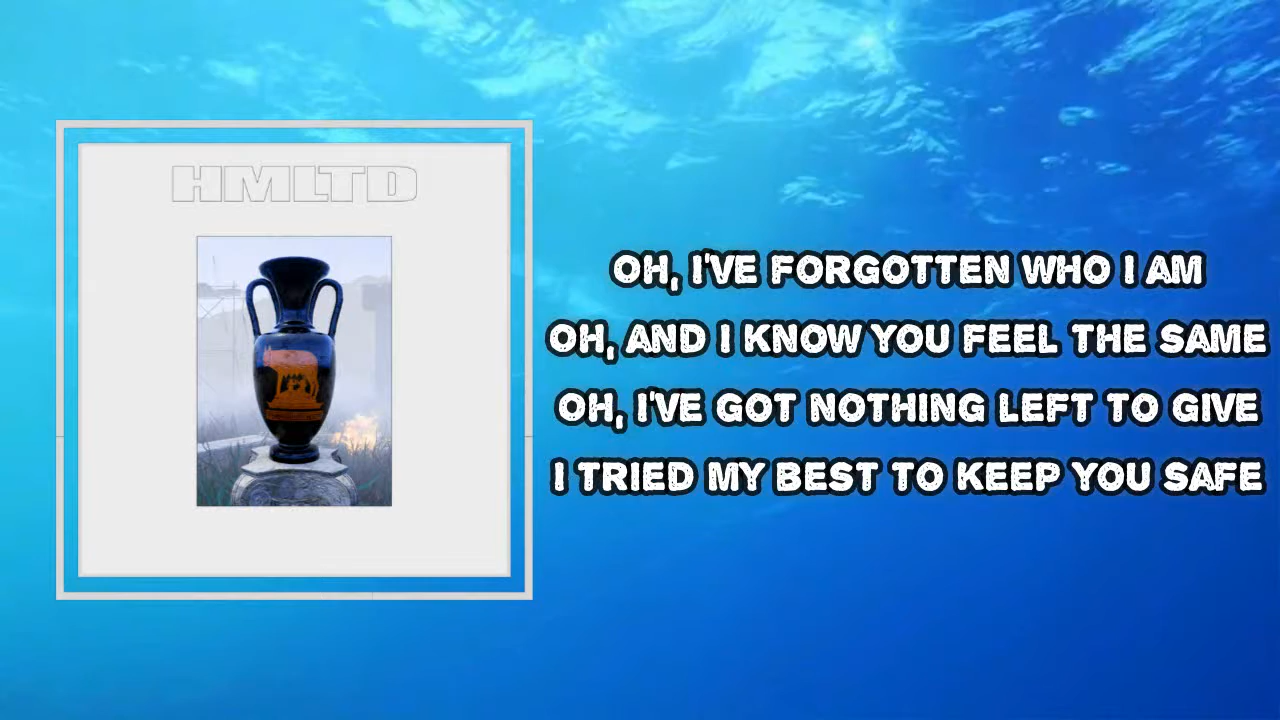 HMLTD
OH, I'VE FORGOTTEN WHO I AM
OH, AND I KNOW YOU FEEL THE SAME
OH, I'VE GOT NOTHING LEFT TO GIVE
I TRIED MY BEST TO KEEP YOU SAFE